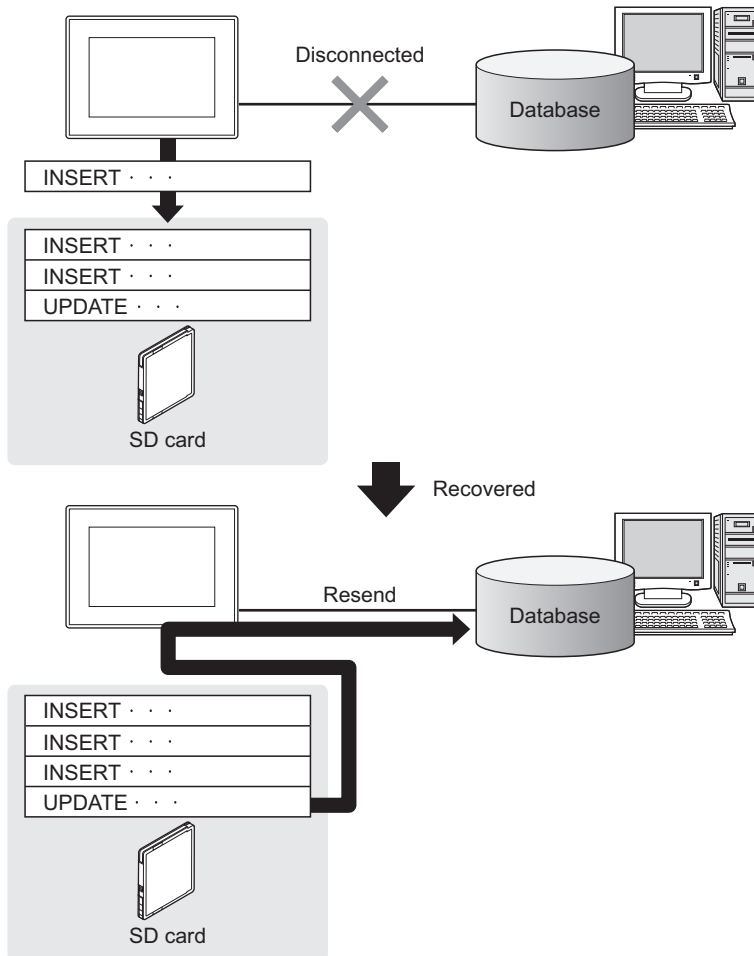 Disconnected
Database
INSERT · · ·
INSERT · · ·
INSERT · · ·
UPDATE · · ·
SD card
Recovered
Resend
Database
INSERT · · ·
INSERT · · ·
INSERT · · ·
UPDATE · · ·
SD card